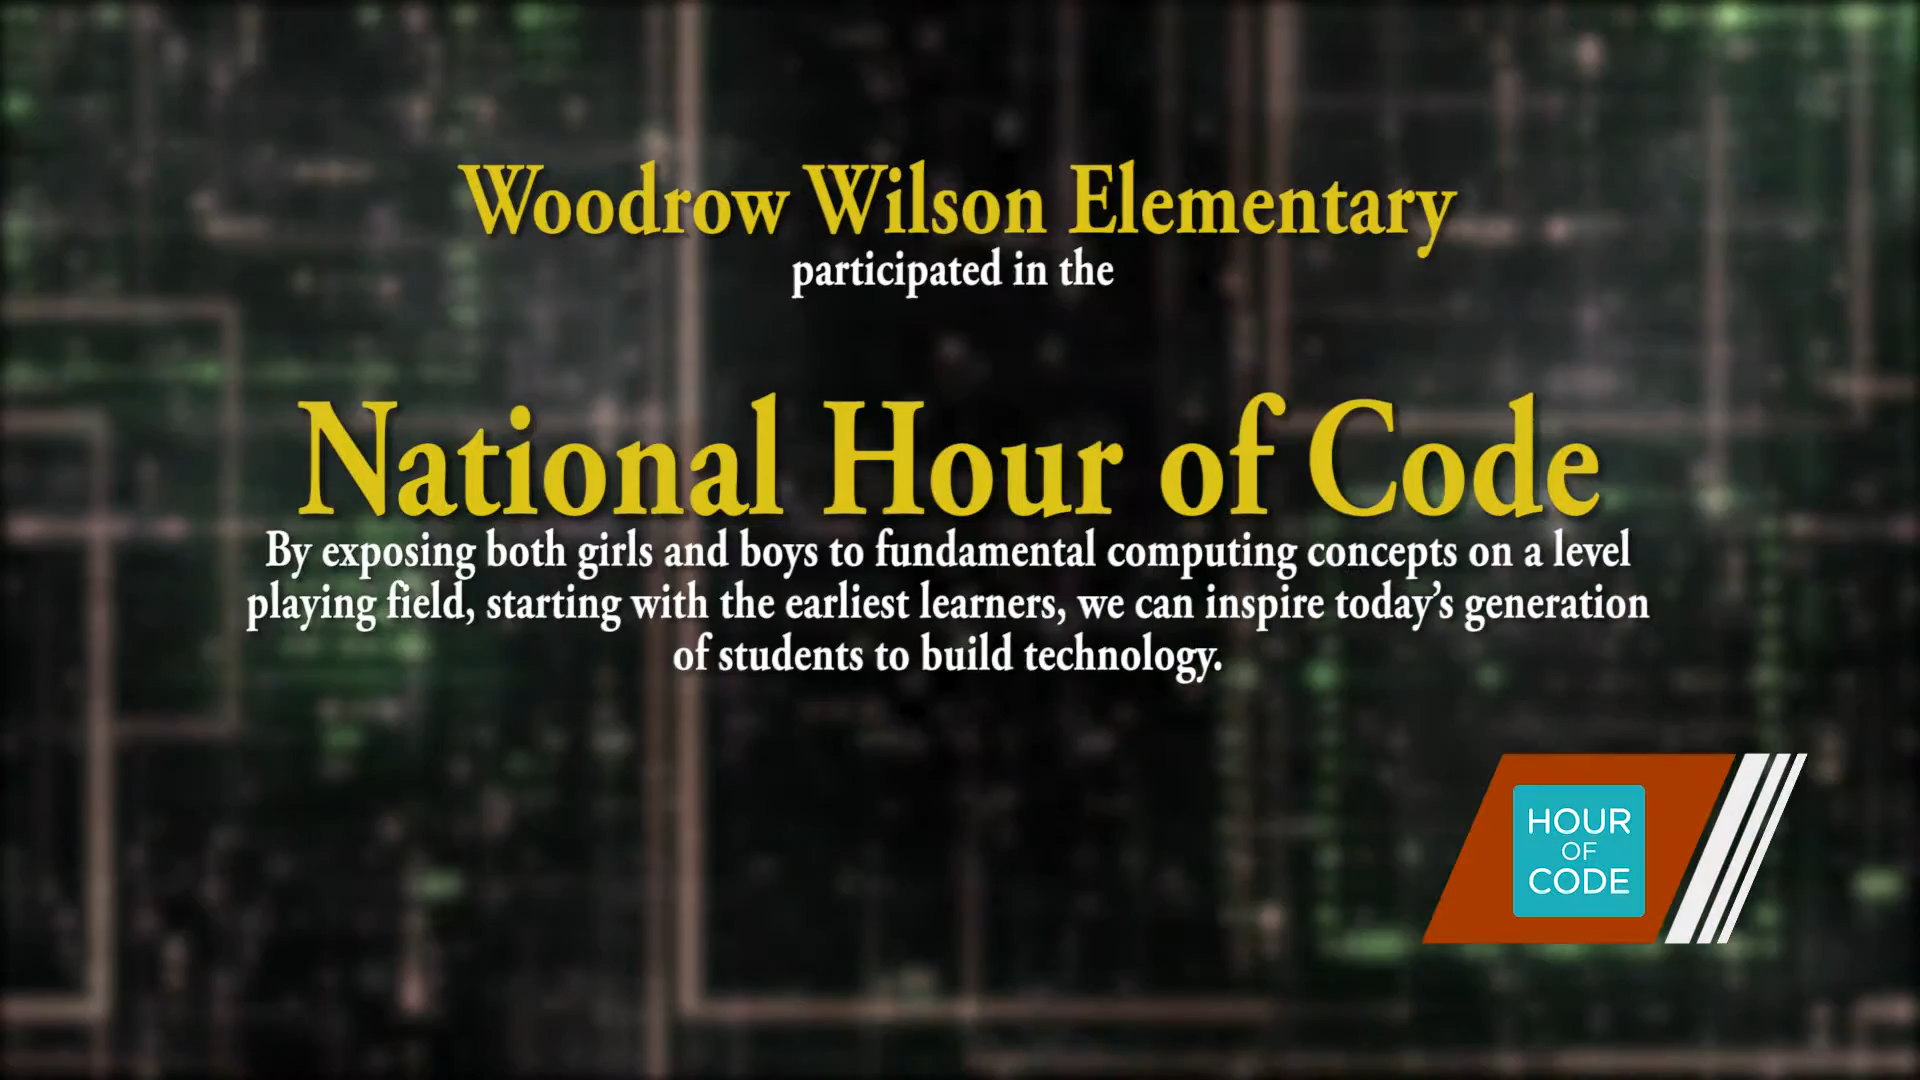 Woodrow Wilson Elementary
participated in the
National Hour of Code
By exposing both girls and boys to fundamental computing concepts on a level
playing field, starting with the earliest learners, we can inspire today’s generation
of students to build technology.
HOUR
OF
CODE